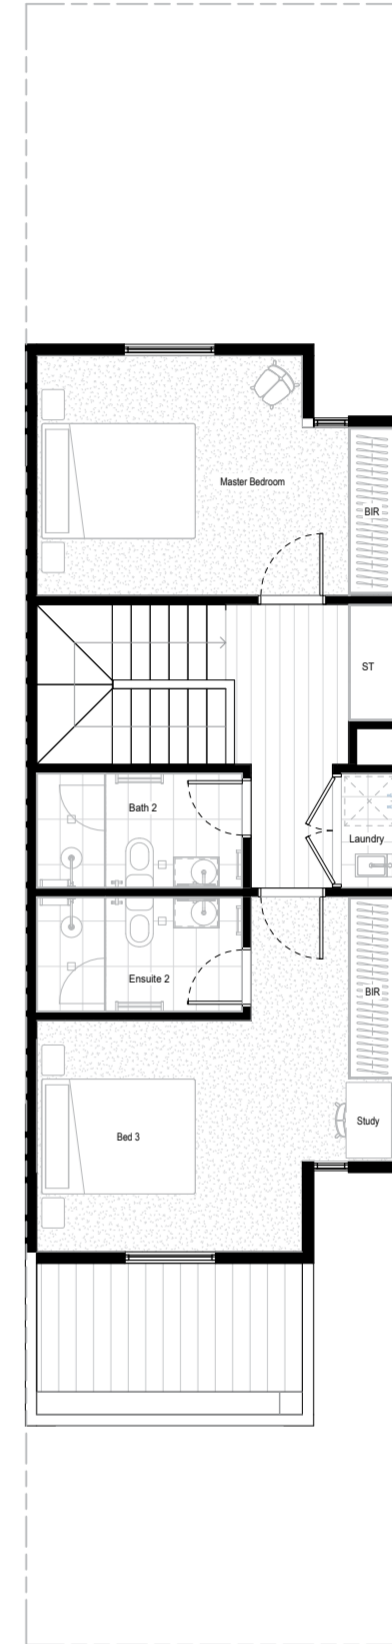 Master Bedroom
BIR
ST
Bath 2
Laundry
Ensuite 2
BIR
Study
Bed 3